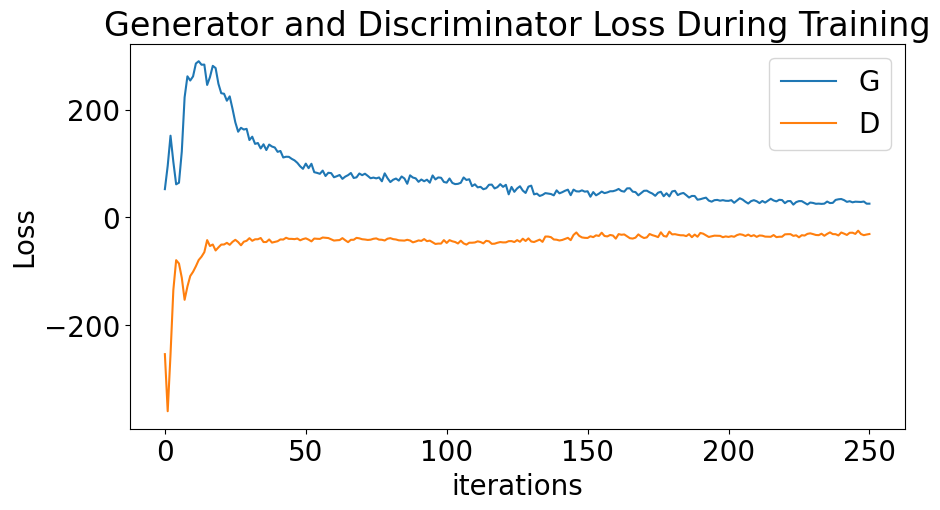 Generator and Discriminator Loss During Training
G
D
200
0
−200
Loss
0 50 100 150 200 250
iterations